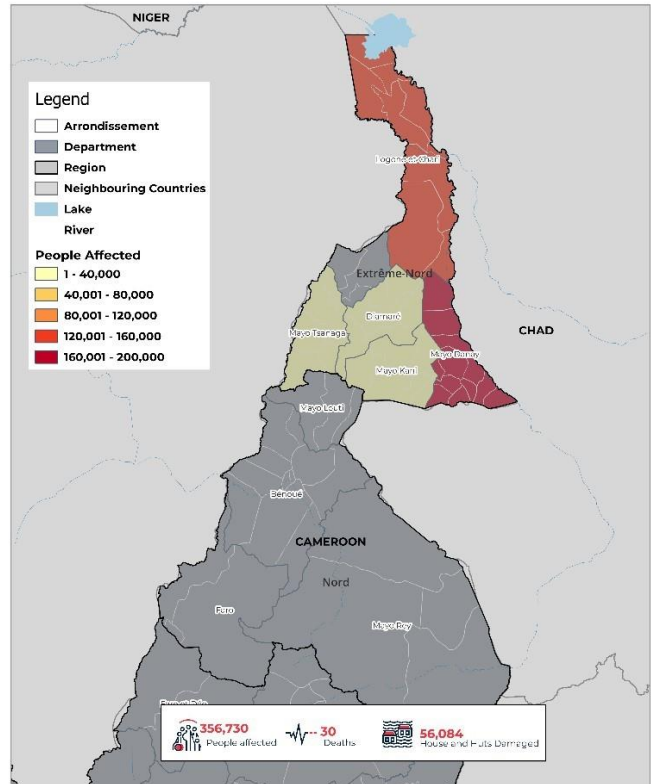 NIGER
Legend
Arrondissement
Department
Region
Neighbouring Countries
Lake
River
People Affected
1 - 40,000
40,001 - 80,000
80,001 - 120,000
120,001 - 160,000
160,001 - 200,000
Logone et Chari
Extrême-Nord
Diamaré
CHAD
Mayo Tsanaga
Mayo Danay
Mayo Kani
Mayo Louti
Bénoué
CAMEROON
Nord
Faro
Mayo Rey
356,730
People affected
30
Deaths
56,084
House and Huts Damaged